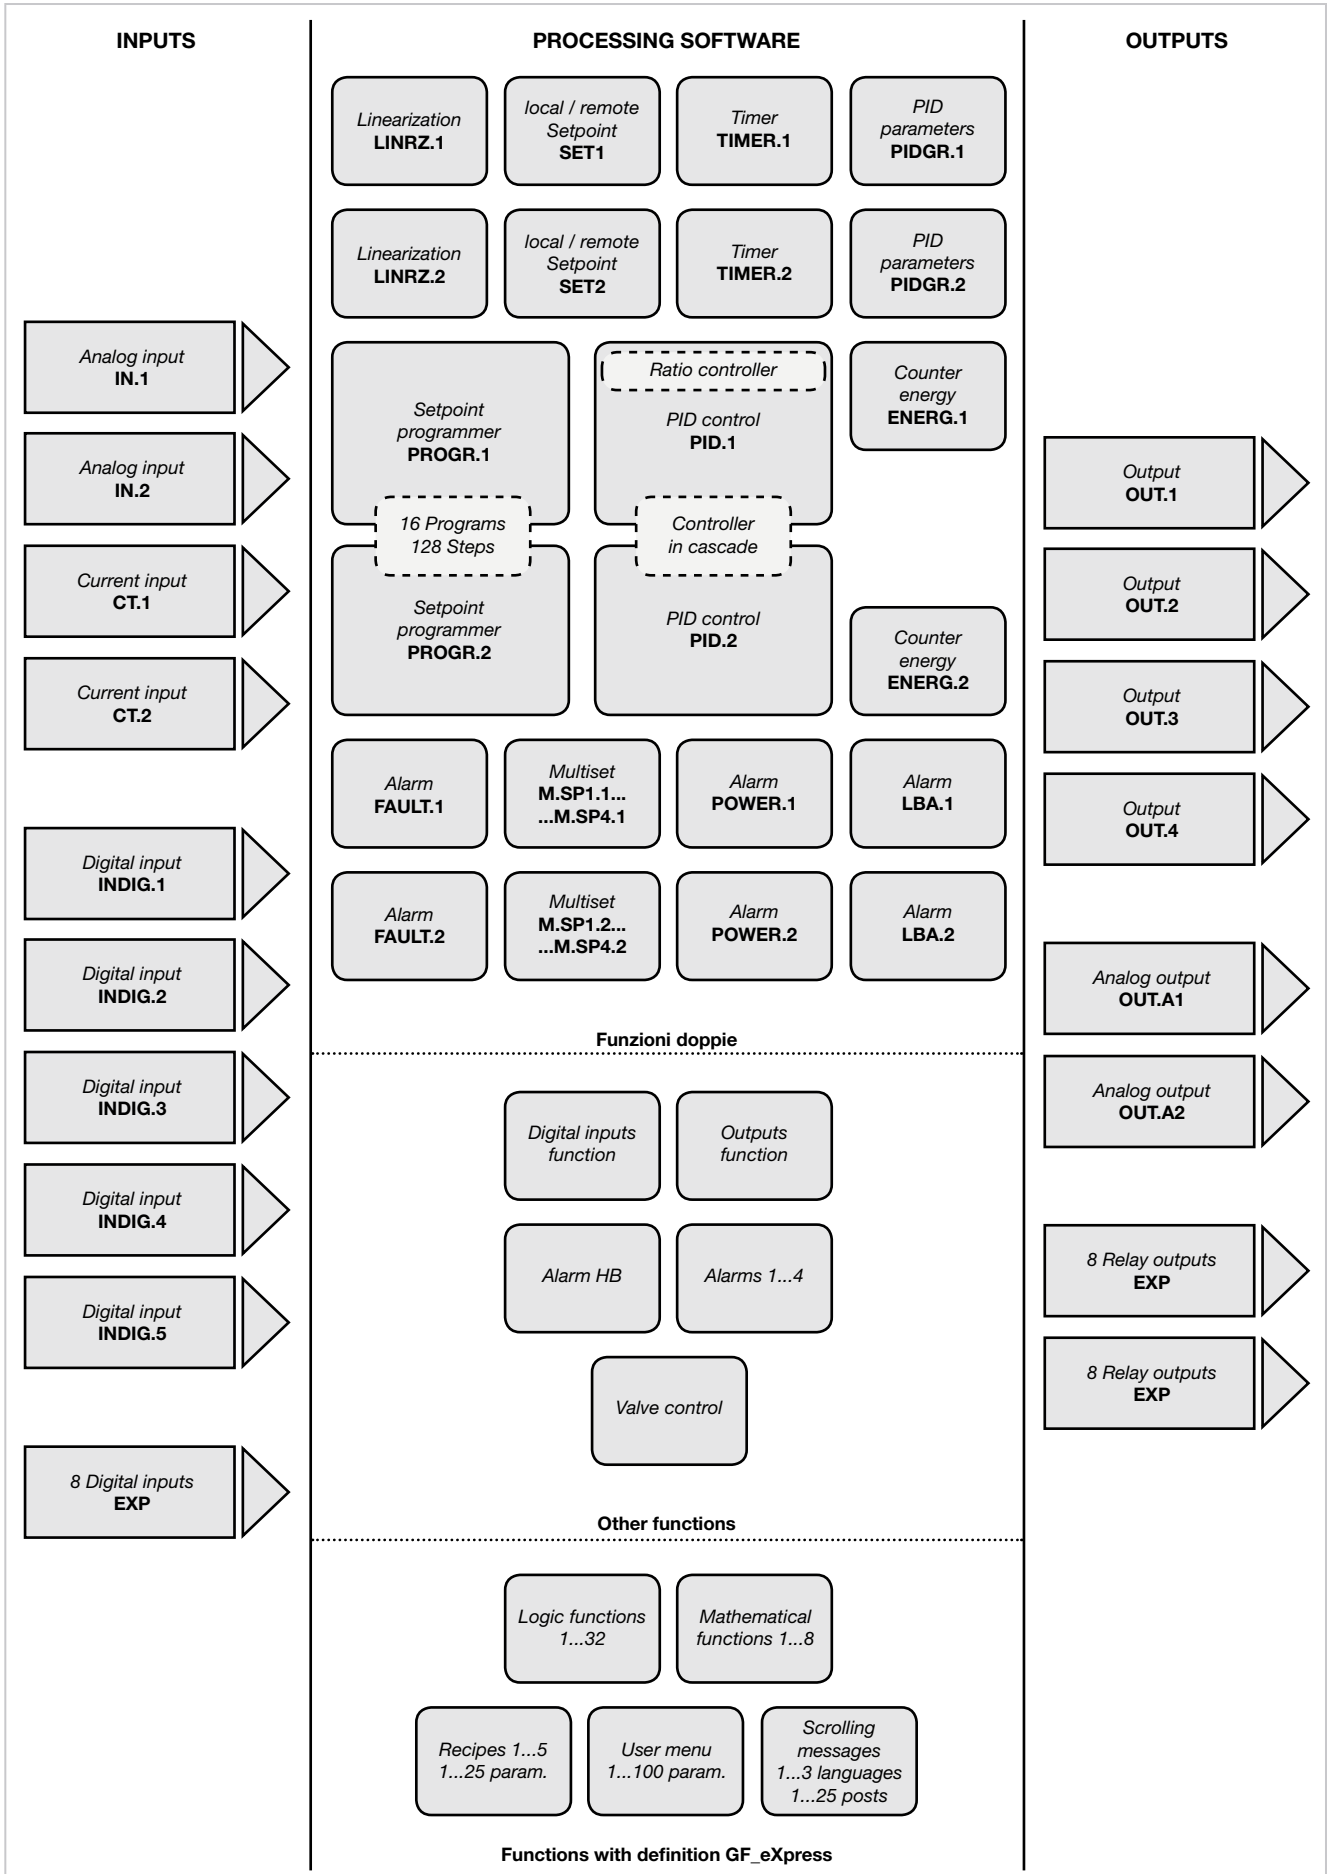 INPUTS
Analog input
IN.1
Analog input
IN.2
Current input
CT.1
Current input
CT.2
Digital input
INDIG.1
Digital input
INDIG.2
Digital input
INDIG.3
Digital input
INDIG.4
Digital input
INDIG.5
8 Digital inputs
EXP
PROCESSING SOFTWARE
Linearization
LINRZ.1
local / remote
Setpoint
SET1
Timer
TIMER.1
PID
parameters
PIDGR.1
Linearization
LINRZ.2
local / remote
Setpoint
SET2
Timer
TIMER.2
PID
parameters
PIDGR.2
Setpoint
programmer
PROGR.1
Ratio controller
PID control
PID.1
Counter
energy
ENERG.1
16 Programs
128 Steps
Controller
in cascade
Setpoint
programmer
PROGR.2
PID control
PID.2
Counter
energy
ENERG.2
Alarm
FAULT.1
Multiset
M.SP1.1...
...M.SP4.1
Alarm
POWER.1
Alarm
LBA.1
Alarm
FAULT.2
Multiset
M.SP1.2...
...M.SP4.2
Alarm
POWER.2
Alarm
LBA.2
Funzioni doppie
Digital inputs
function
Outputs
function
Alarm HB
Alarms 1...4
Valve control
Other functions
Logic functions
1...32
Mathematical
functions 1...8
Recipes 1...5
1...25 param.
User menu
1...100 param.
Scrolling
messages
1...3 languages
1...25 posts
Functions with definition GF_eXpress
OUTPUTS
Output
OUT.1
Output
OUT.2
Output
OUT.3
Output
OUT.4
Analog output
OUT.A1
Analog output
OUT.A2
8 Relay outputs
EXP
8 Relay outputs
EXP